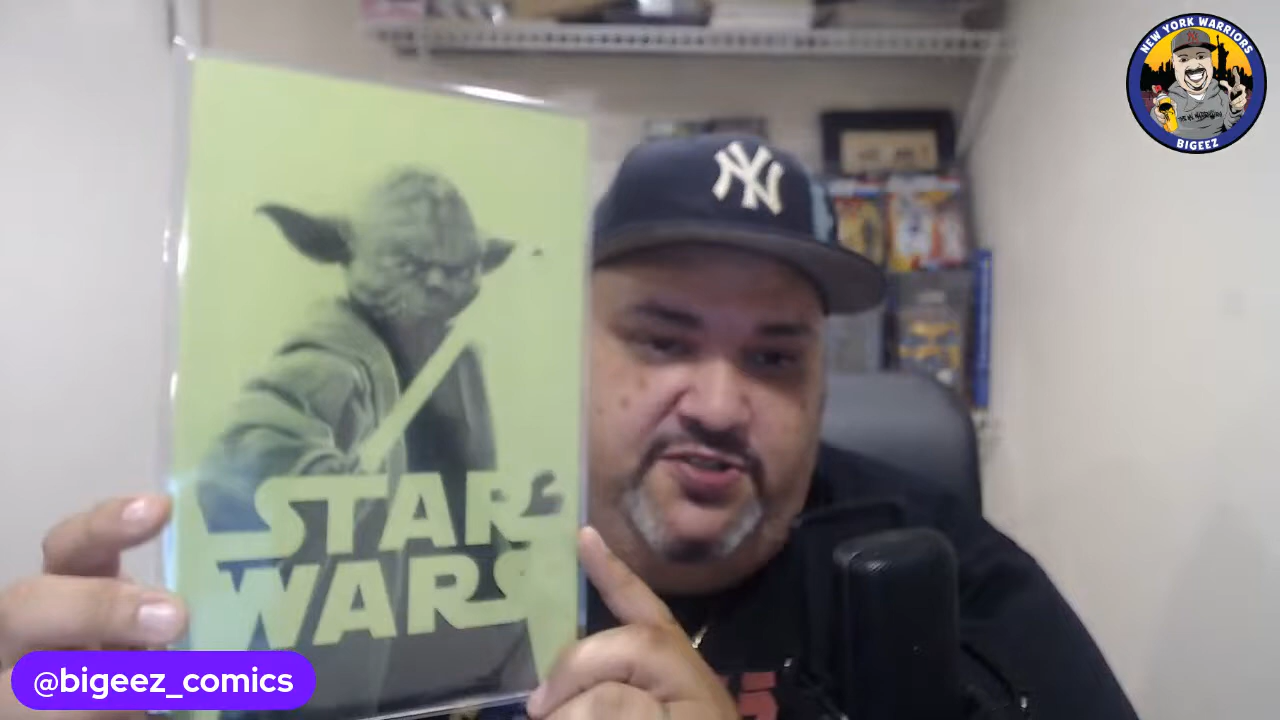 NEW YORK WARRIORS
BIGEEZ
NY
STAR
WARS
@bigeez_comics